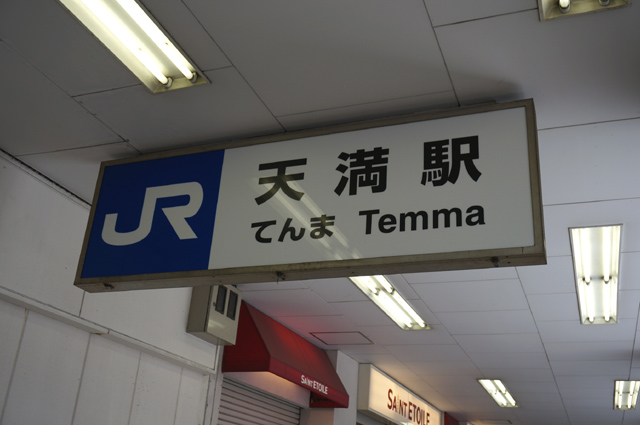 JR
天満駅
てんま Temma
SAINT ETOILE
SAINT ETOILE